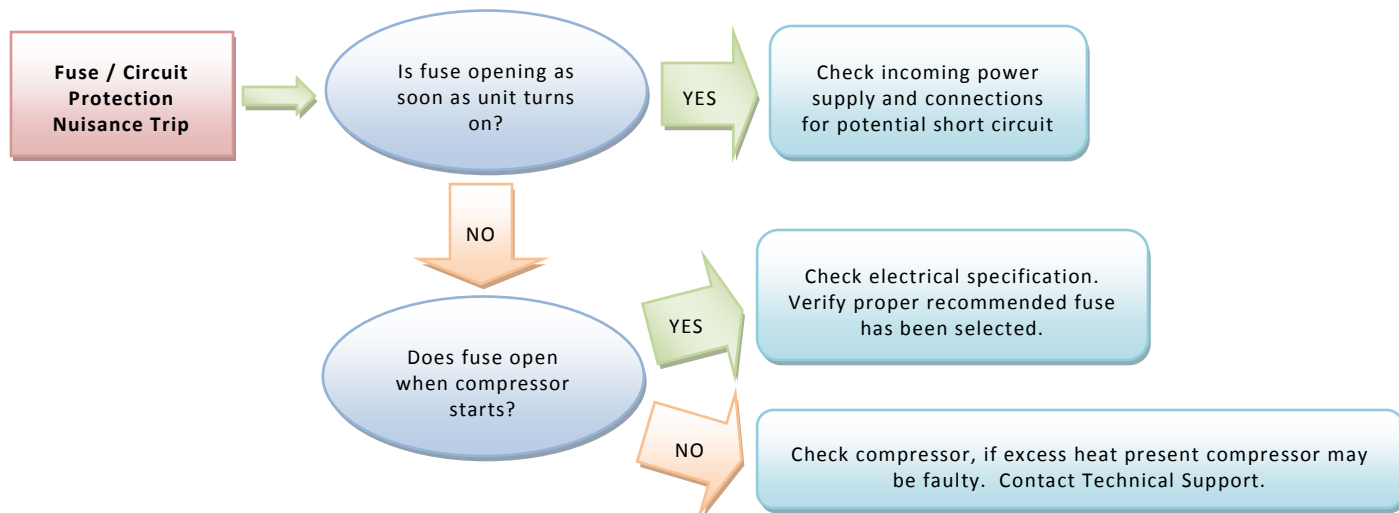 Fuse / Circuit
Protection
Nuisance Trip
Is fuse opening as
soon as unit turns
on?
YES
Check incoming power
supply and connections
for potential short circuit
NO
Does fuse open
when compressor
starts?
YES
Check electrical specification.
Verify proper recommended fuse
has been selected.
NO
Check compressor, if excess heat present compressor may
be faulty.  Contact Technical Support.